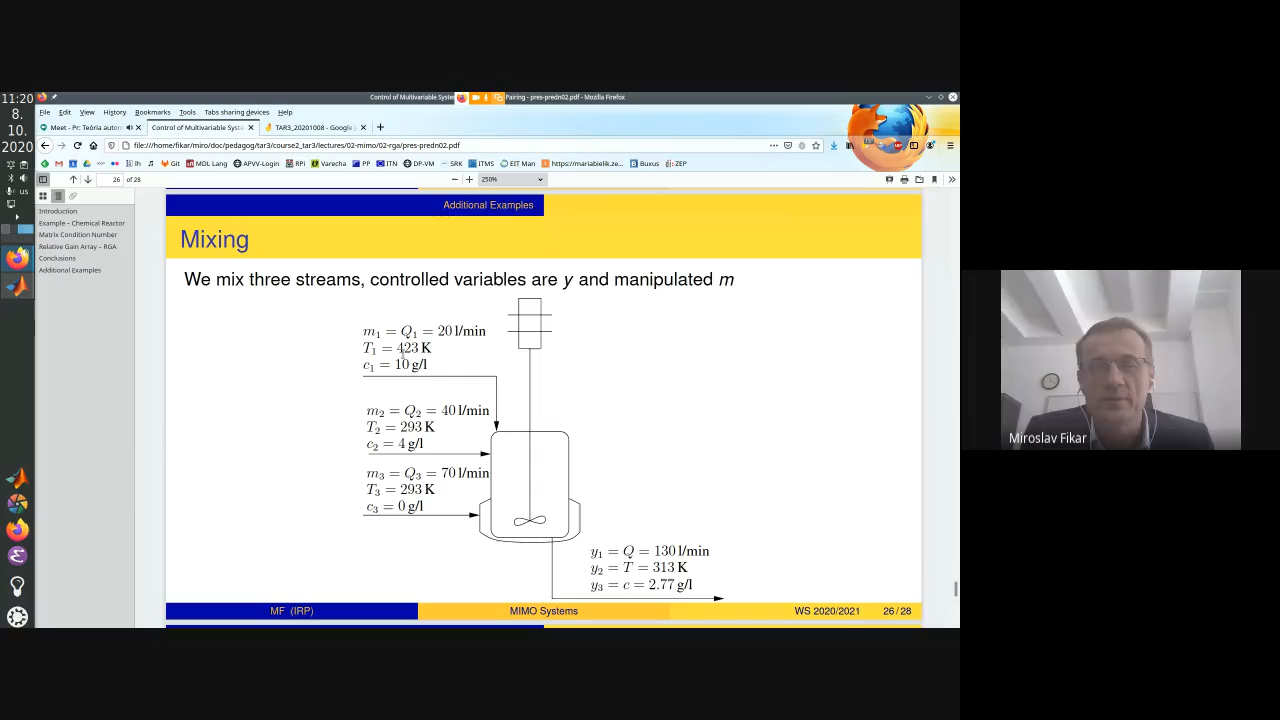 11:20
8.
10.
2020
us
Control of Multivariable Syste
Pairing - pres-predn02.pdf - Mozilla Firefox
File Edit View History Bookmarks Tools Tabs sharing devices Help
Meet - Pr: Teória autom
Control of Multivariable Syste
TAR3_20201008 - Google J
file:///home/fikar/miro/doc/pedagog/tar3/course2_tar3/lectures/02-mimo/02-rga/pres-predn02.pdf
lh Git MDL Lang APVV-Login RPi Varecha PP ITN DP-VM SRK ITMS EIT Man https://mariabielik.ze... Buxus ZEP
26 of 28
250%
Introduction
Example – Chemical Reactor
Matrix Condition Number
Relative Gain Array – RGA
Conclusions
Additional Examples
Additional Examples
Mixing
We mix three streams, controlled variables are y and manipulated m
m₁ = Q₁ = 20 l/min
T₁ = 423 K
c₁ = 10 g/l
m₂ = Q₂ = 40 l/min
T₂ = 293 K
c₂ = 4 g/l
m₃ = Q₃ = 70 l/min
T₃ = 293 K
c₃ = 0 g/l
y₁ = Q = 130 l/min
y₂ = T = 313 K
y₃ = c = 2.77 g/l
MF (IRP) MIMO Systems WS 2020/2021 26 / 28
Miroslav Fikar